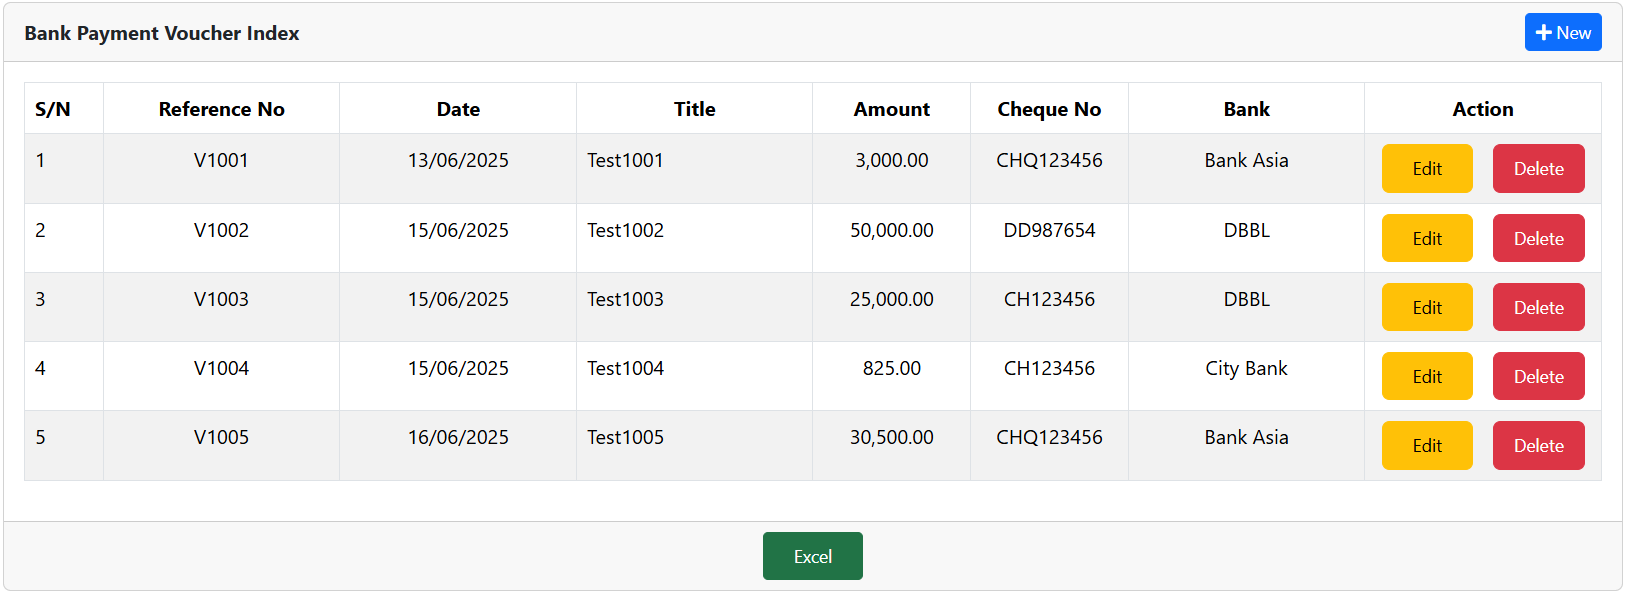 Bank Payment Voucher Index
New
S/N Reference No Date Title Amount Cheque No Bank Action
1 V1001 13/06/2025 Test1001 3,000.00 CHQ123456 Bank Asia Edit Delete
2 V1002 15/06/2025 Test1002 50,000.00 DD987654 DBBL Edit Delete
3 V1003 15/06/2025 Test1003 25,000.00 CH123456 DBBL Edit Delete
4 V1004 15/06/2025 Test1004 825.00 CH123456 City Bank Edit Delete
5 V1005 16/06/2025 Test1005 30,500.00 CHQ123456 Bank Asia Edit Delete
Excel